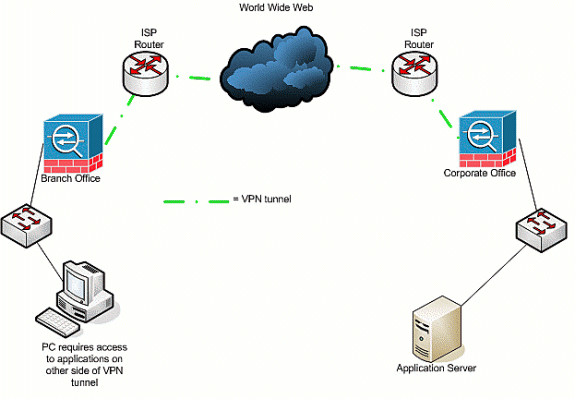 World Wide Web
ISP
Router
ISP
Router
Branch Office
Corporate Office
= VPN tunnel
PC requires access
to applications on
other side of VPN
tunnel
Application Server